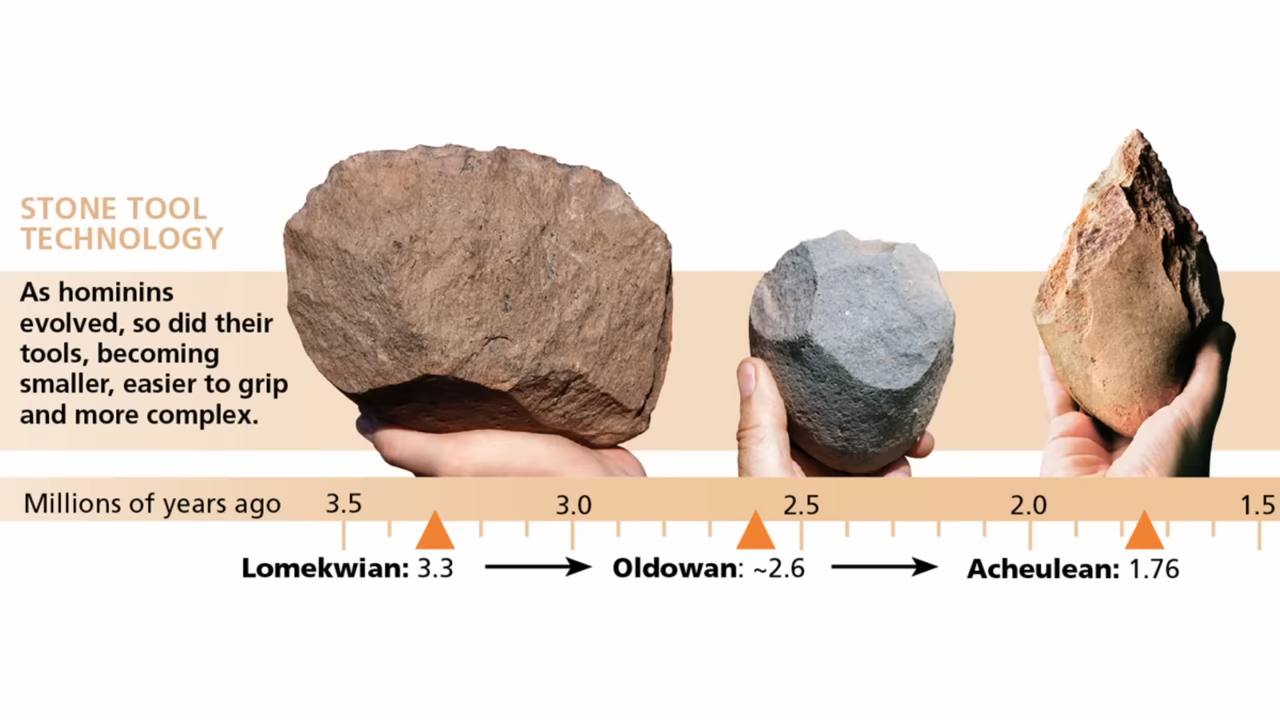 STONE TOOL
TECHNOLOGY
As hominins
evolved, so did their
tools, becoming
smaller, easier to grip
and more complex.
Millions of years ago 3.5 3.0 2.5 2.0 1.5
Lomekwian: 3.3 Oldowan: ~2.6 Acheulean: 1.76